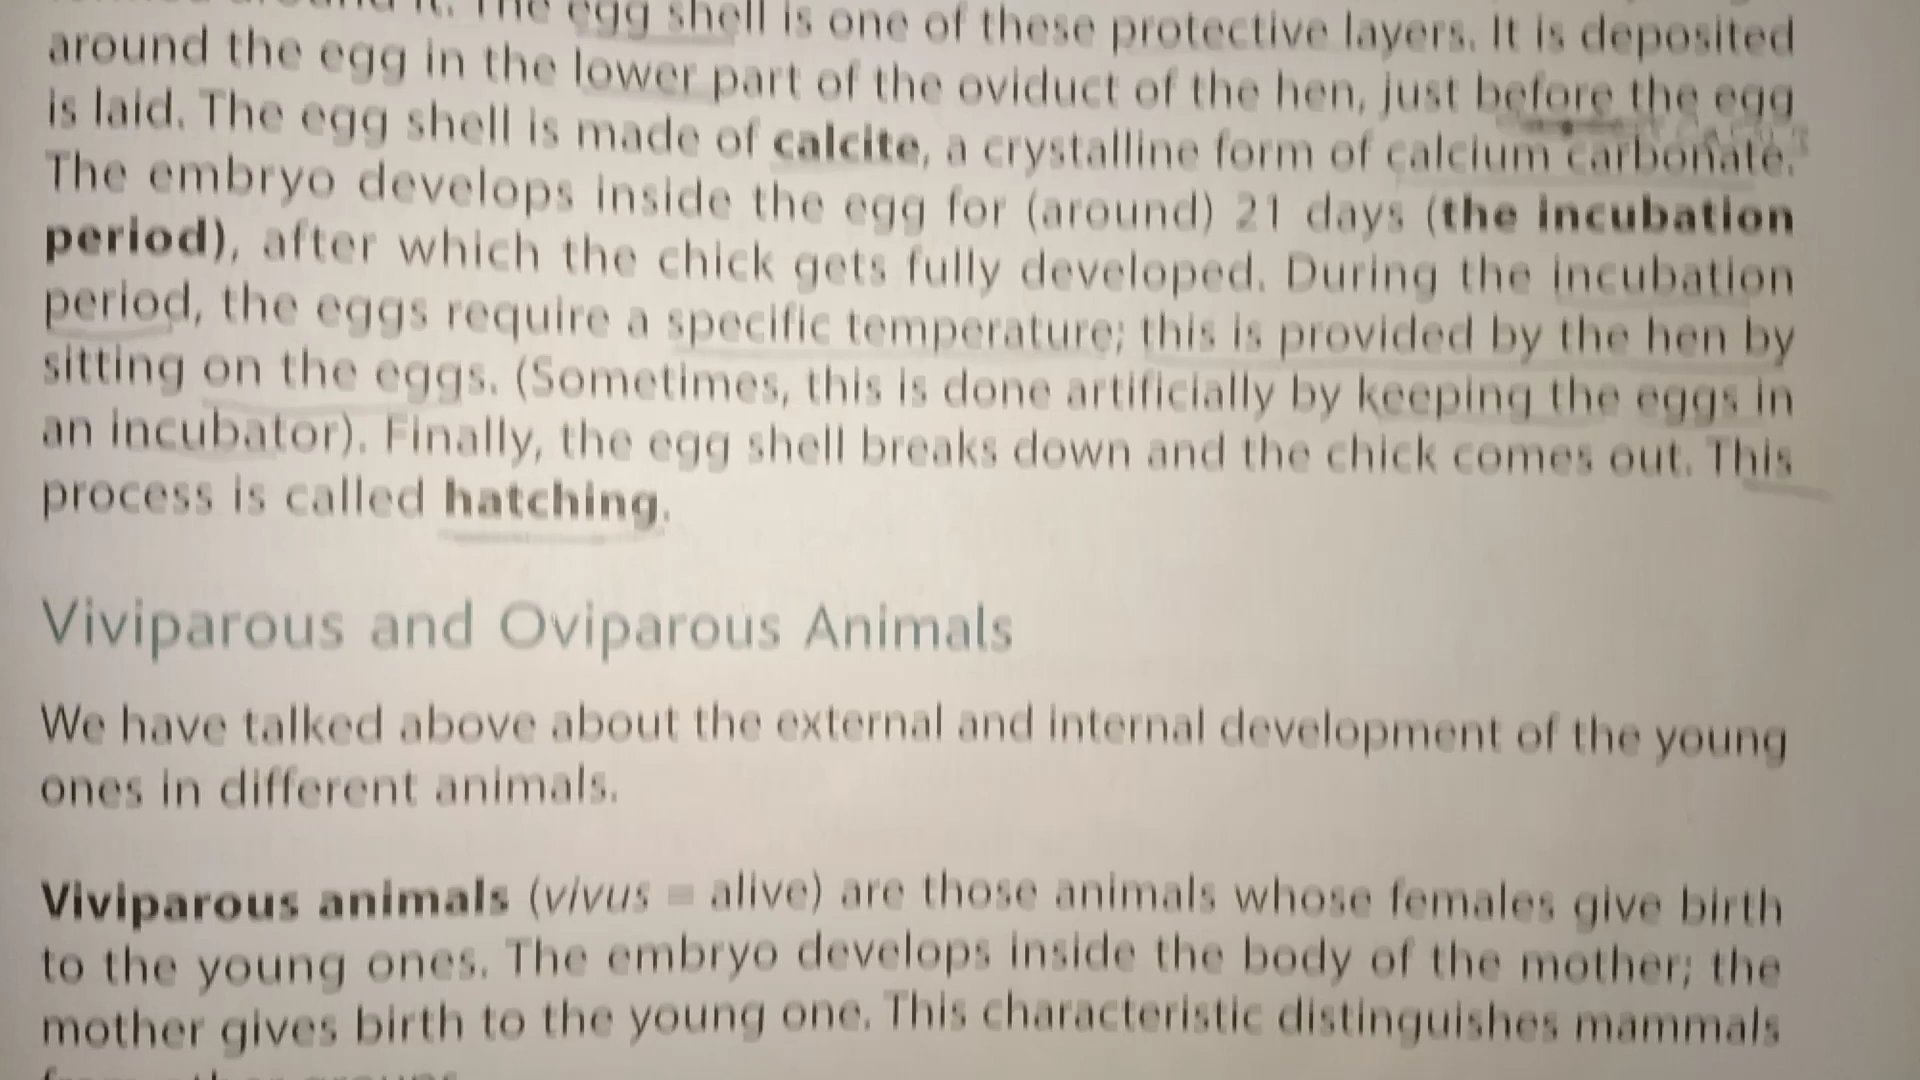 it. The egg shell is one of these protective layers. It is deposited
around the egg in the lower part of the oviduct of the hen, just before the egg
is laid. The egg shell is made of calcite, a crystalline form of calcium carbonate.
The embryo develops inside the egg for (around) 21 days (the incubation
period), after which the chick gets fully developed. During the incubation
period, the eggs require a specific temperature; this is provided by the hen by
sitting on the eggs. (Sometimes, this is done artificially by keeping the eggs in
an incubator). Finally, the egg shell breaks down and the chick comes out. This
process is called hatching.
Viviparous and Oviparous Animals
We have talked above about the external and internal development of the young
ones in different animals.
Viviparous animals (vivus = alive) are those animals whose females give birth
to the young ones. The embryo develops inside the body of the mother; the
mother gives birth to the young one. This characteristic distinguishes mammals